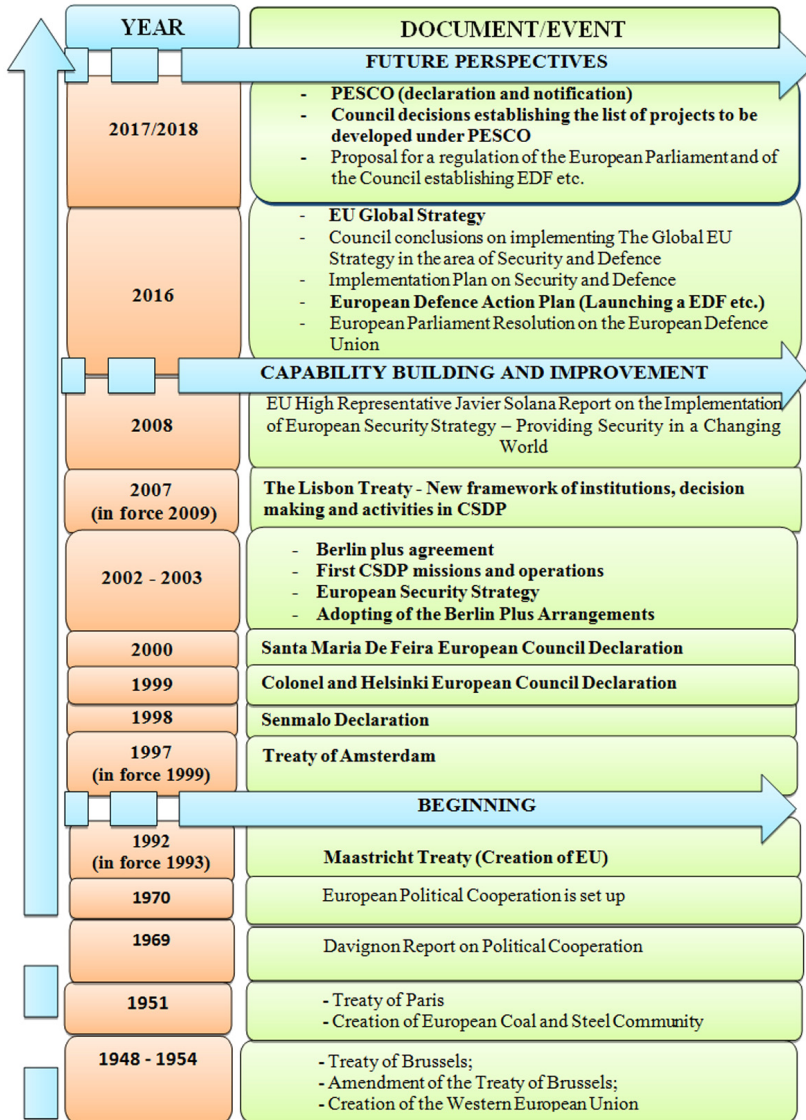 YEAR
DOCUMENT/EVENT
FUTURE PERSPECTIVES
2017/2018
- PESCO (declaration and notification)
- Council decisions establishing the list of projects to be
developed under PESCO
- Proposal for a regulation of the European Parliament and of
the Council establishing EDF etc.
2016
- EU Global Strategy
- Council conclusions on implementing The Global EU
Strategy in the area of Security and Defence
- Implementation Plan on Security and Defence
- European Defence Action Plan (Launching a EDF etc.)
- European Parliament Resolution on the European Defence
Union
CAPABILITY BUILDING AND IMPROVEMENT
2008
EU High Representative Javier Solana Report on the Implementation
of European Security Strategy – Providing Security in a Changing
World
2007
(in force 2009)
The Lisbon Treaty - New framework of institutions, decision
making and activities in CSDP
2002 - 2003
- Berlin plus agreement
- First CSDP missions and operations
- European Security Strategy
- Adopting of the Berlin Plus Arrangements
2000
Santa Maria De Feira European Council Declaration
1999
Colonel and Helsinki European Council Declaration
1998
Senmalo Declaration
1997
(in force 1999)
Treaty of Amsterdam
BEGINNING
1992
(in force 1993)
Maastricht Treaty (Creation of EU)
1970
European Political Cooperation is set up
1969
Davignon Report on Political Cooperation
1951
- Treaty of Paris
- Creation of European Coal and Steel Community
1948 - 1954
- Treaty of Brussels;
- Amendment of the Treaty of Brussels;
- Creation of the Western European Union